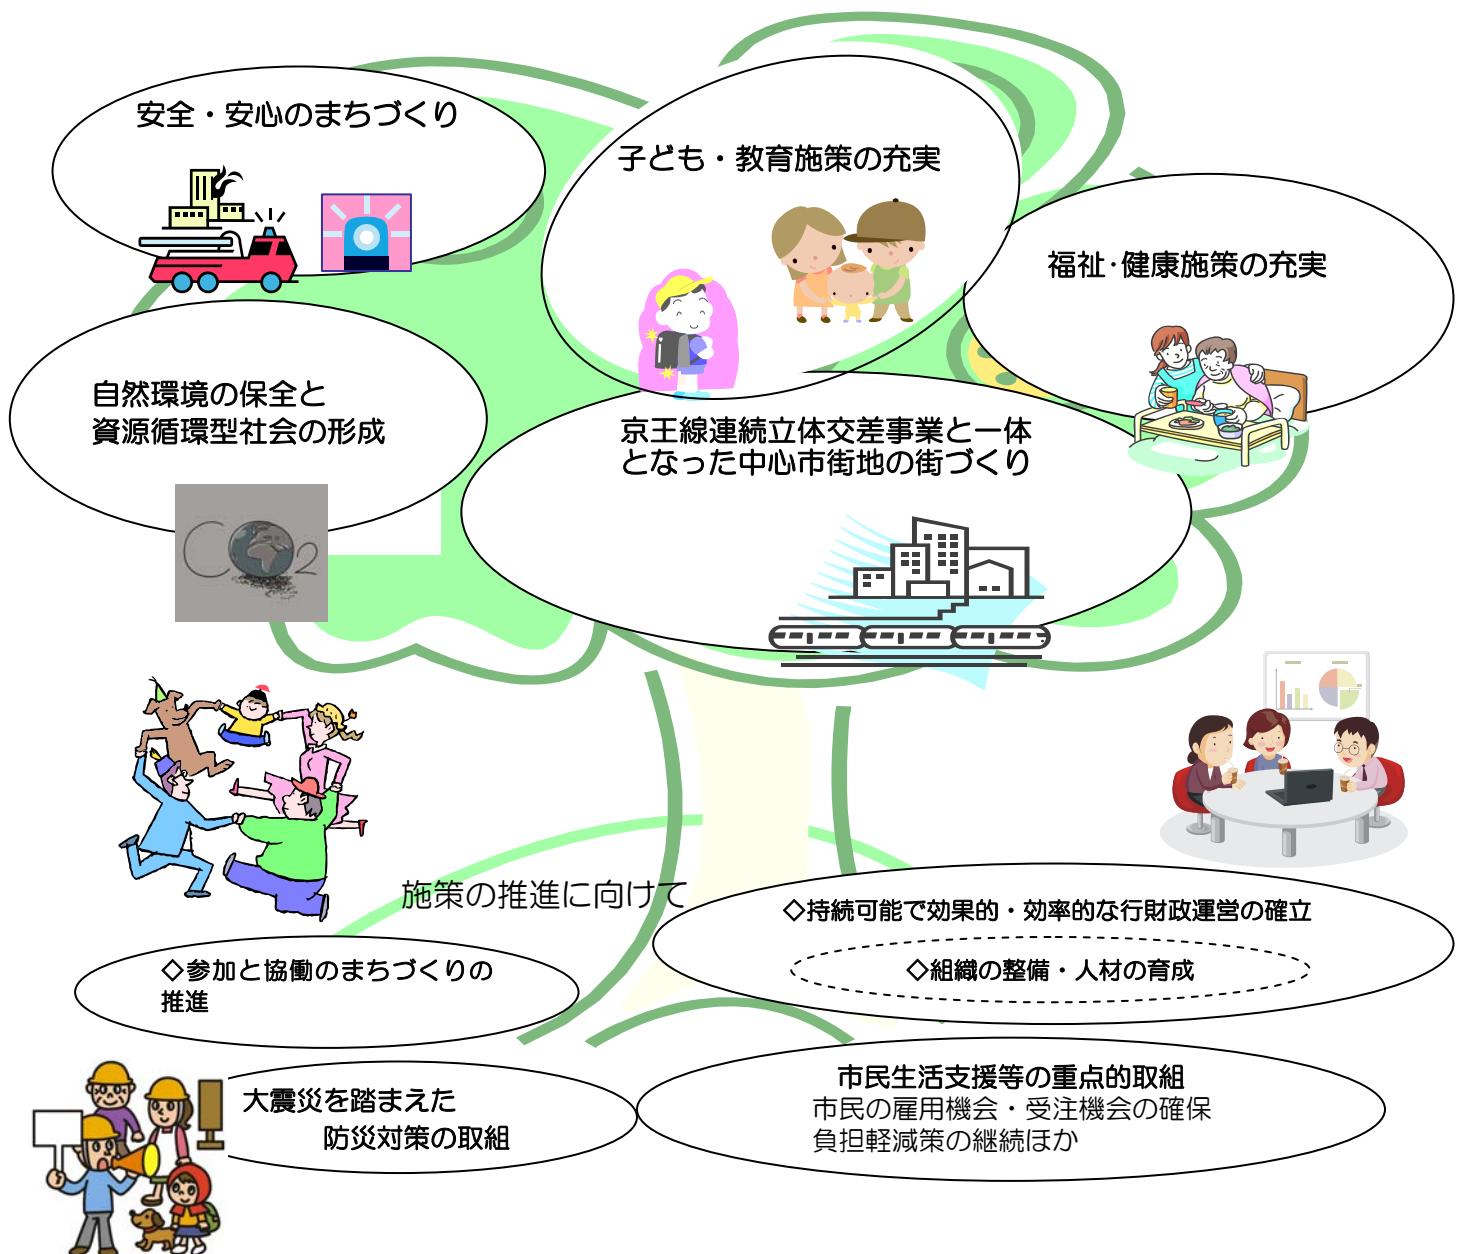 安全・安心のまちづくり
子ども・教育施策の充実
福祉・健康施策の充実
自然環境の保全と
資源循環型社会の形成
京王線連続立体交差事業と一体
となった中心市街地の街づくり
CO2
施策の推進に向けて
◇持続可能で効果的・効率的な行財政運営の確立
◇組織の整備・人材の育成
◇参加と協働のまちづくりの
推進
大震災を踏まえた
防災対策の取組
市民生活支援等の重点的取組
市民の雇用機会・受注機会の確保
負担軽減策の継続ほか